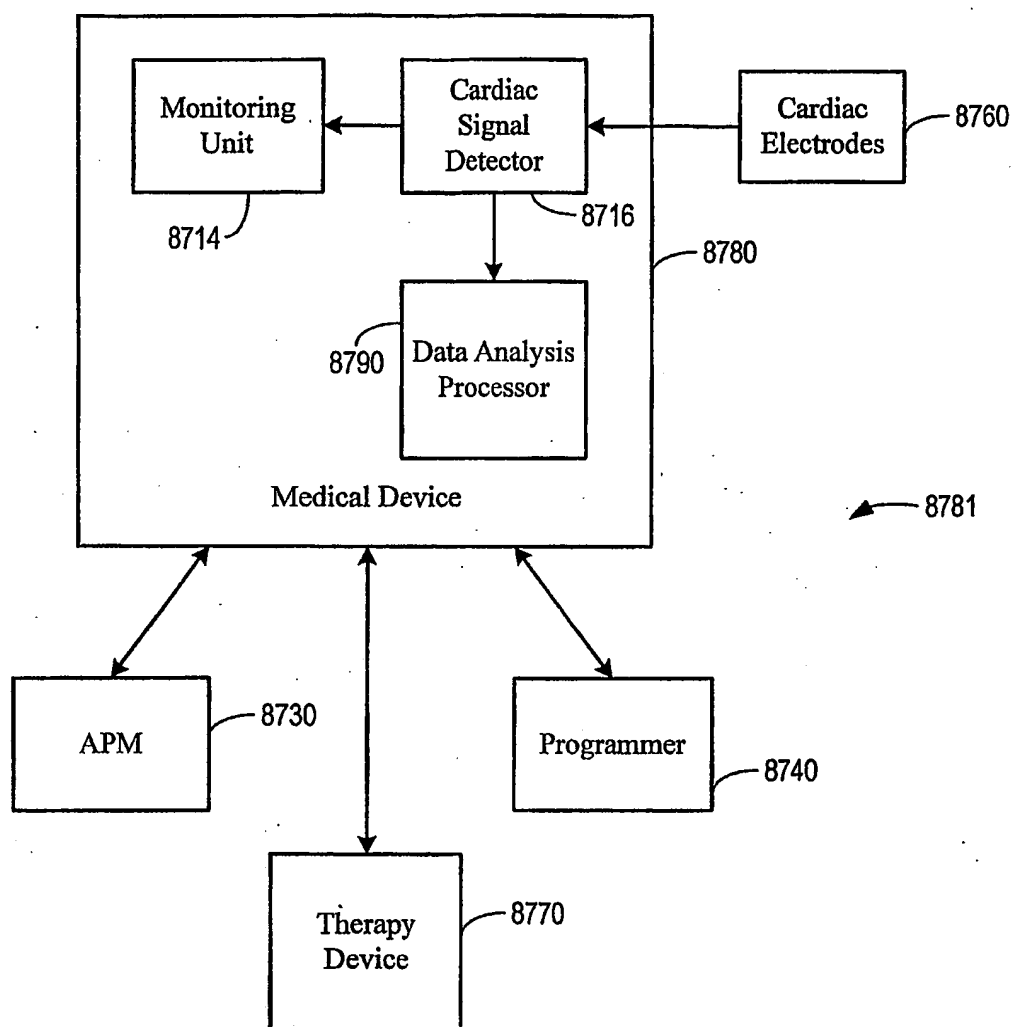 Monitoring
Unit
Cardiac
Signal
Detector
Cardiac
Electrodes
8760
8714
8716
8780
8790
Data Analysis
Processor
Medical Device
8781
APM
8730
Programmer
8740
Therapy
Device
8770